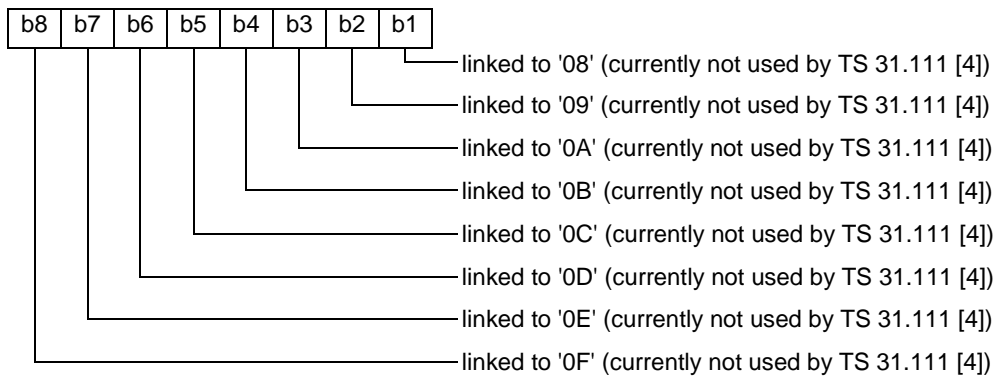 b8 b7 b6 b5 b4 b3 b2 b1
linked to '08' (currently not used by TS 31.111 [4])
linked to '09' (currently not used by TS 31.111 [4])
linked to '0A' (currently not used by TS 31.111 [4])
linked to '0B' (currently not used by TS 31.111 [4])
linked to '0C' (currently not used by TS 31.111 [4])
linked to '0D' (currently not used by TS 31.111 [4])
linked to '0E' (currently not used by TS 31.111 [4])
linked to '0F' (currently not used by TS 31.111 [4])